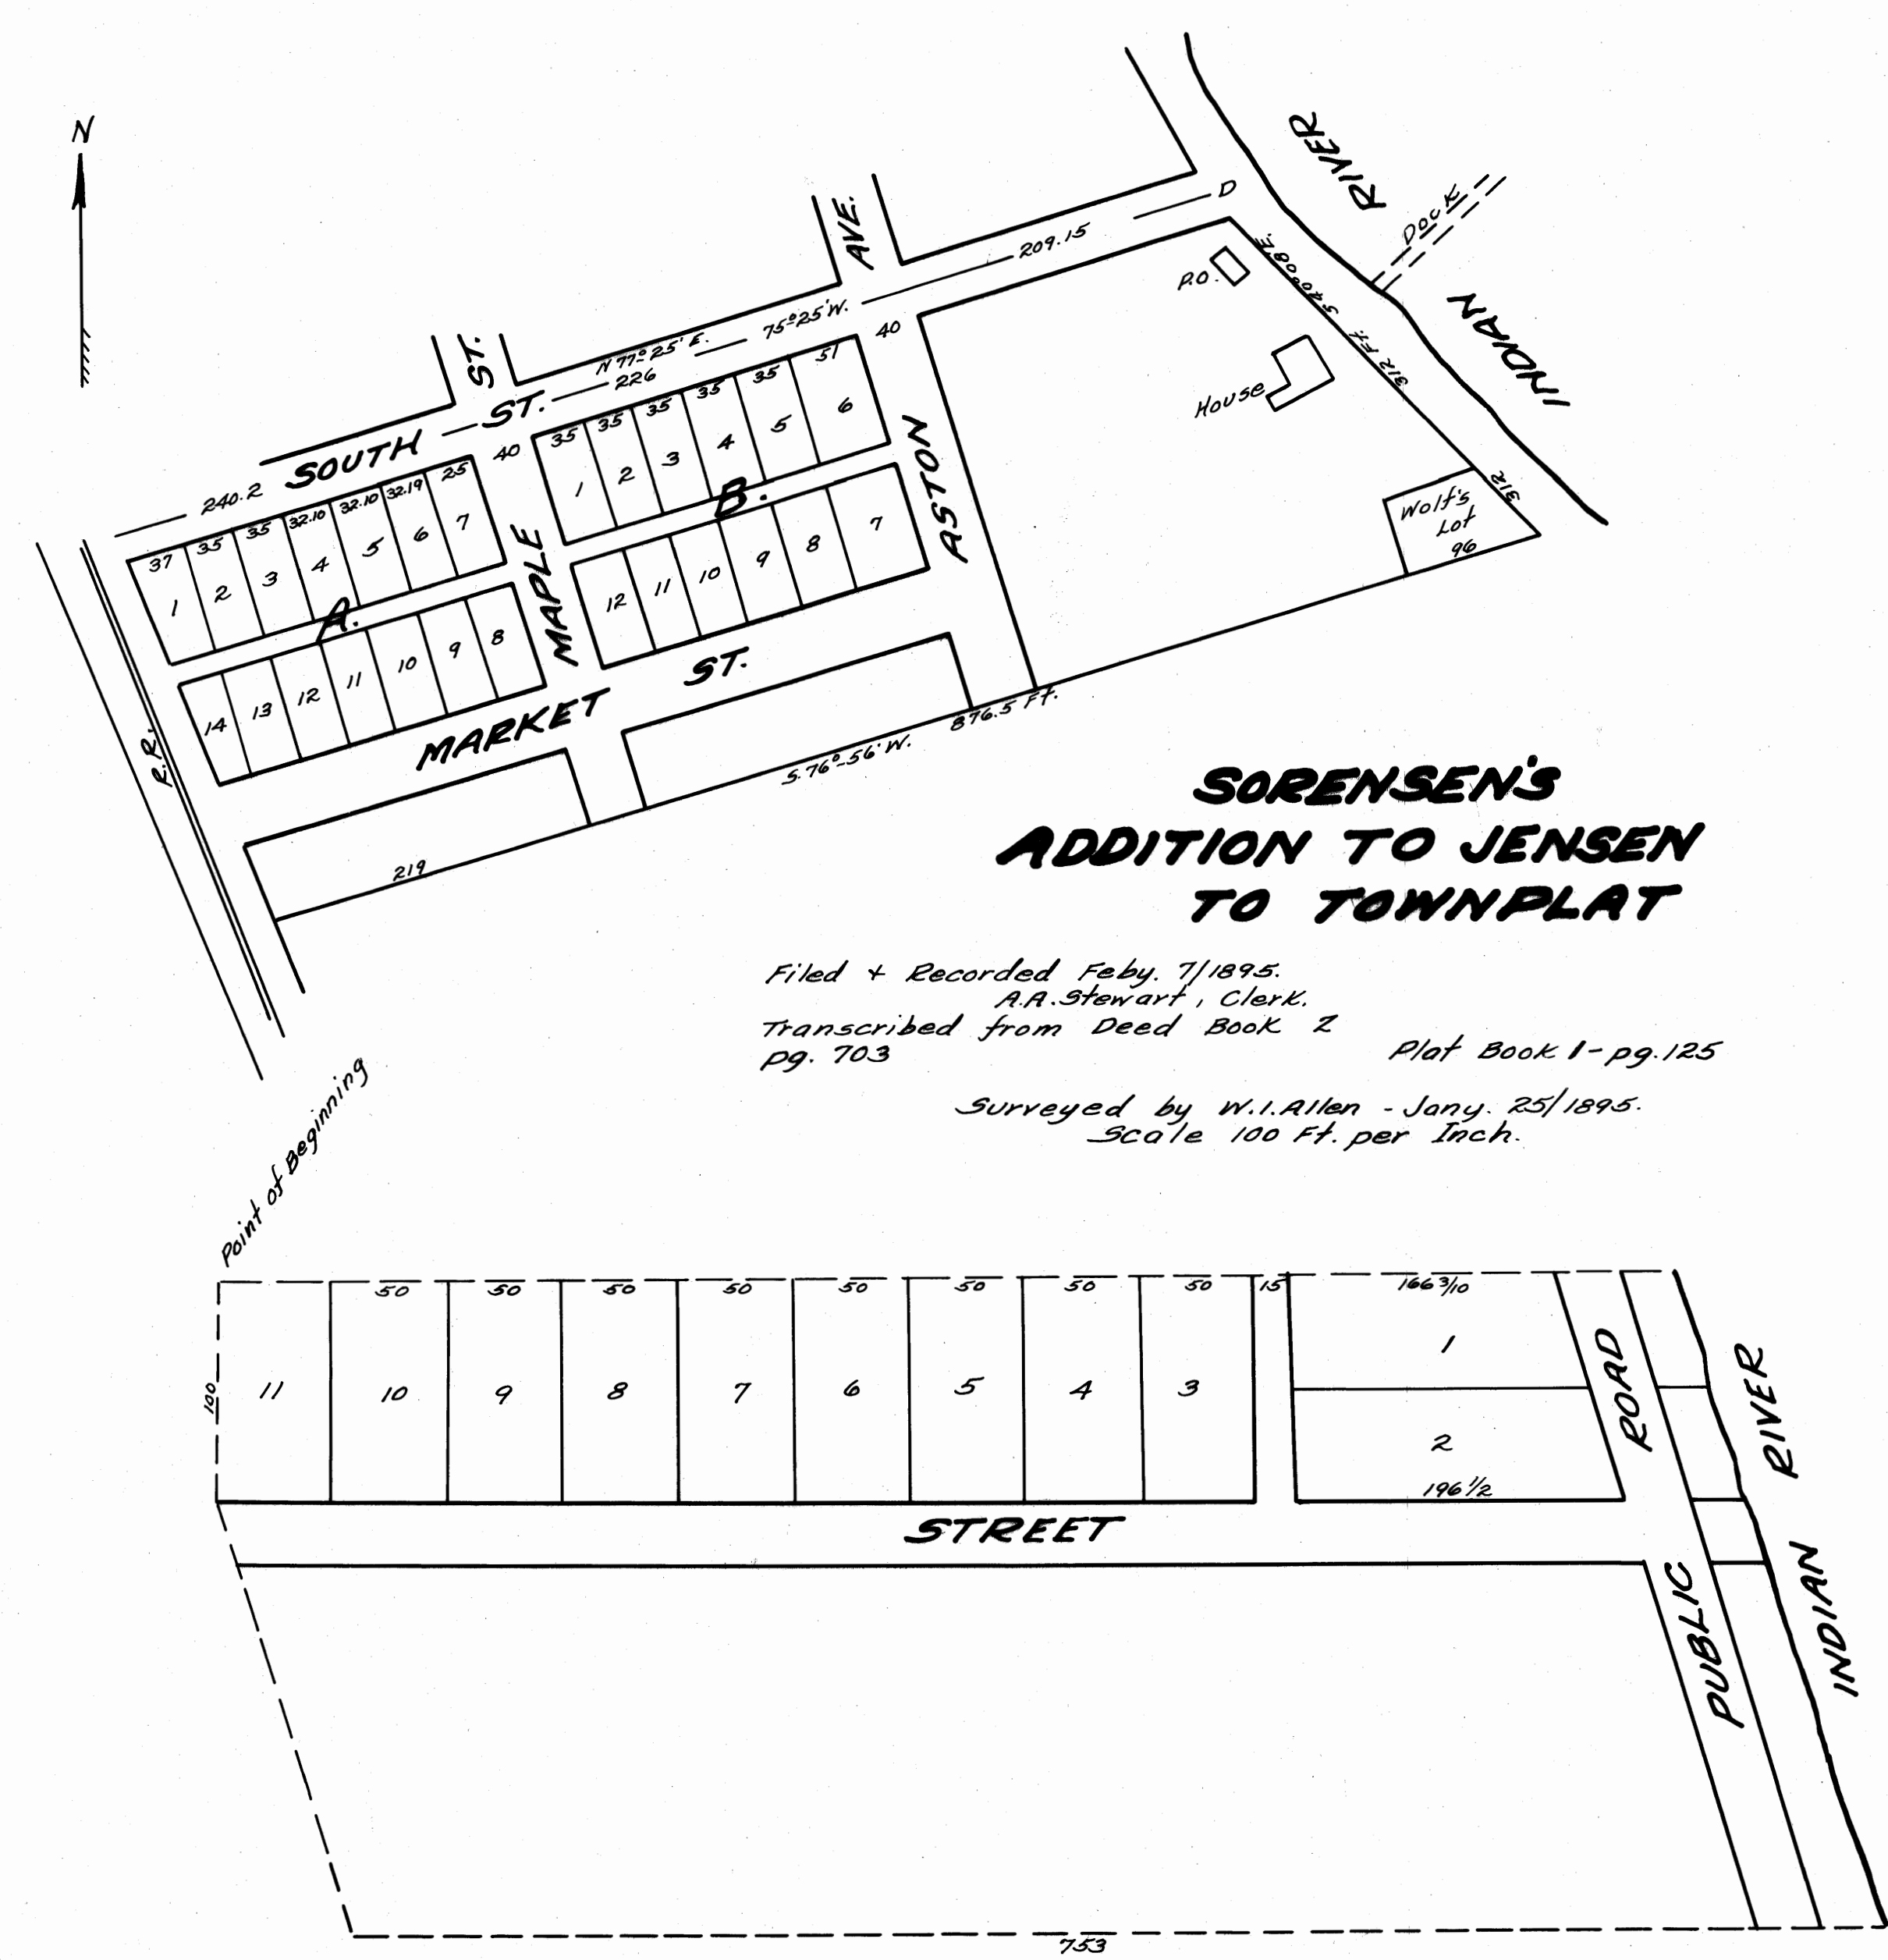 N
RIVER
DOCK
INDIAN
D
AVE.
209.15
P.O.
S 40° 08' E.
312 Ft.
House
ST.
N 77° 25' E.
75° 25' W.
226
40
SOUTH ST.
40
240.2
37 35 35 32.10 32.10 32.19 25
1 2 3 4 5 6 7
A.
14 13 12 11 10 9 8
35 35 35 35 35 51
1 2 3 4 5 6
B.
12 11 10 9 8 7
MAPLE
ASTON
Wolf's
Lot
96
312
MARKET ST.
R.R.
219
S. 76°-56' W. 876.5 Ft.
SORENSEN'S
ADDITION TO JENSEN
TO TOWNPLAT
Filed + Recorded Feby. 7/1895.
A.A. Stewart, Clerk.
Transcribed from Deed Book Z
pg. 703
Plat Book 1-pg. 125
Surveyed by W.I. Allen - Jany. 25/1895.
Scale 100 Ft. per Inch.
Point of Beginning
50 50 50 50 50 50 50 50 15 166 3/10
100
11 10 9 8 7 6 5 4 3
1
2
196 1/2
STREET
PUBLIC ROAD
INDIAN RIVER
753